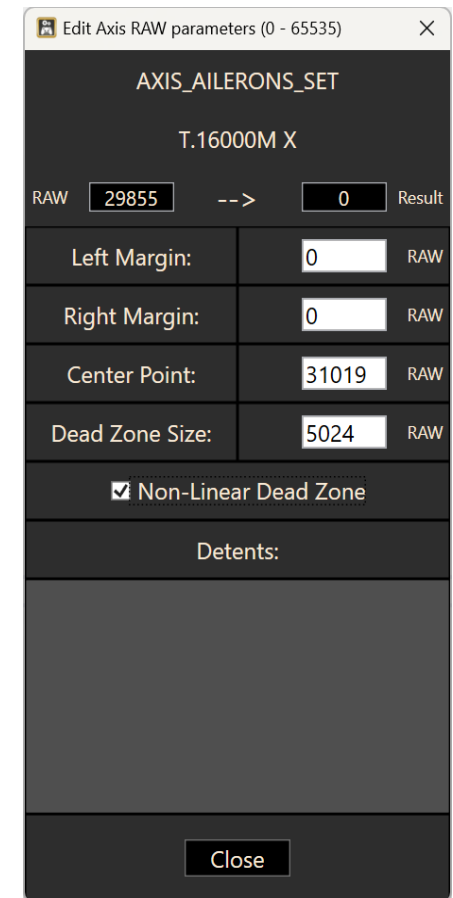 Edit Axis RAW parameters (0 - 65535)
AXIS_AILERONS_SET
T.16000M X
RAW 29855 --> 0 Result
Left Margin: 0 RAW
Right Margin: 0 RAW
Center Point: 31019 RAW
Dead Zone Size: 5024 RAW
Non-Linear Dead Zone
Detents:
Close